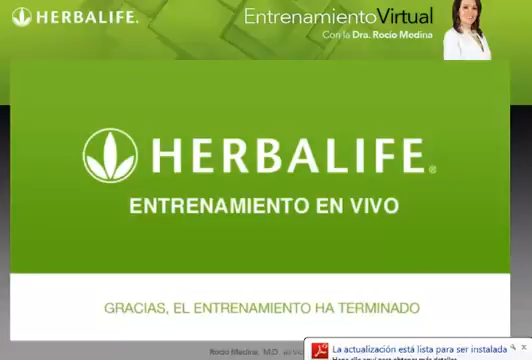 HERBALIFE.
EntrenamientoVirtual
Con la Dra. Rocío Medina
HERBALIFE®
ENTRENAMIENTO EN VIVO
GRACIAS, EL ENTRENAMIENTO HA TERMINADO
Rocío Medina, M.D.
La actualización está lista para ser instalada